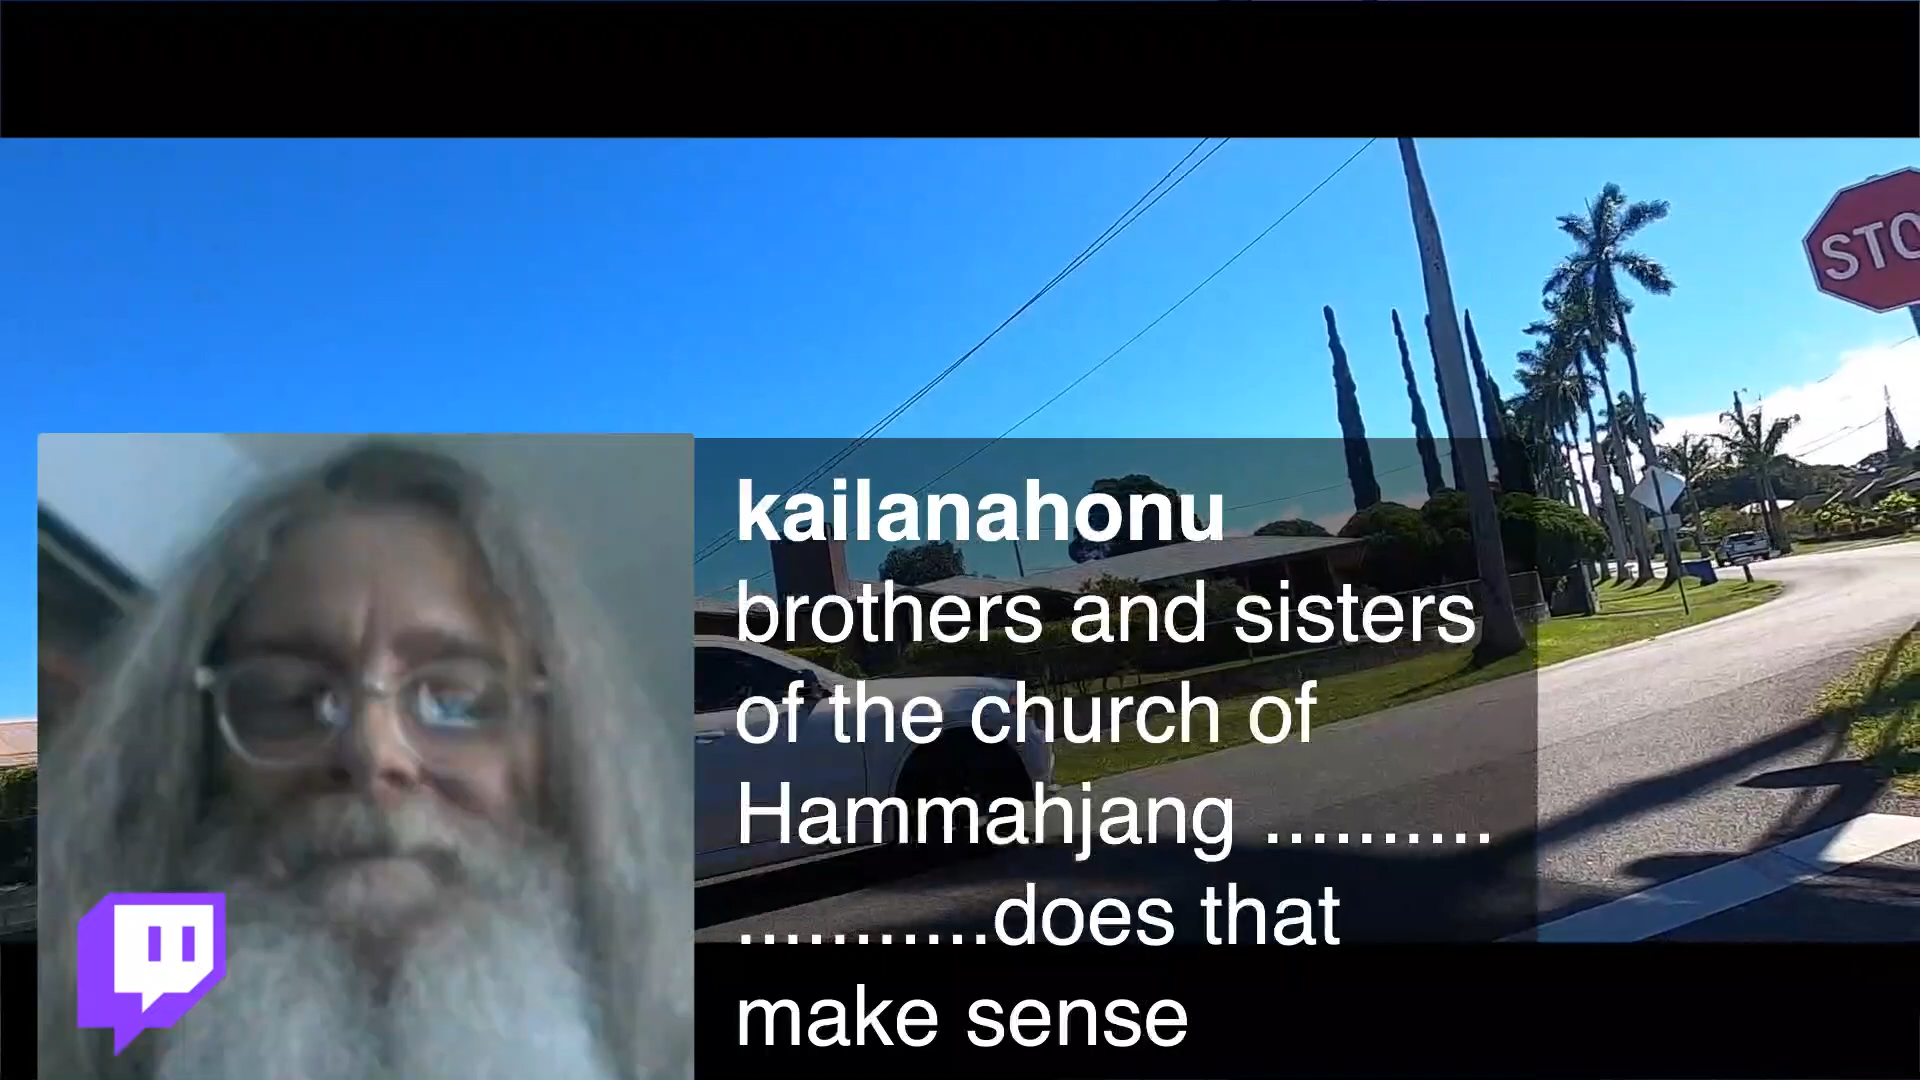 STO
kailanahonu
brothers and sisters
of the church of
Hammahjang ..........
...........does that
make sense